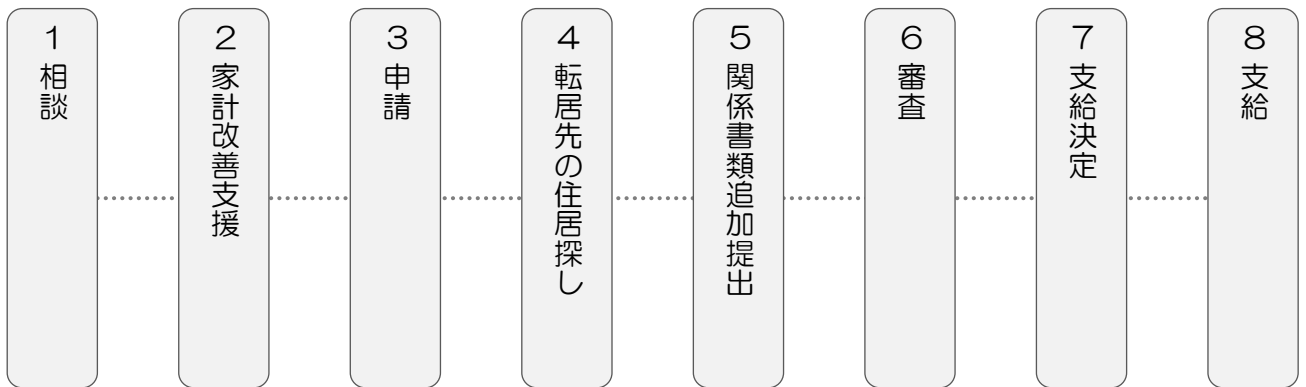 1 相談
2 家計改善支援
3 申請
4 転居先の住居探し
5 関係書類追加提出
6 審査
7 支給決定
8 支給